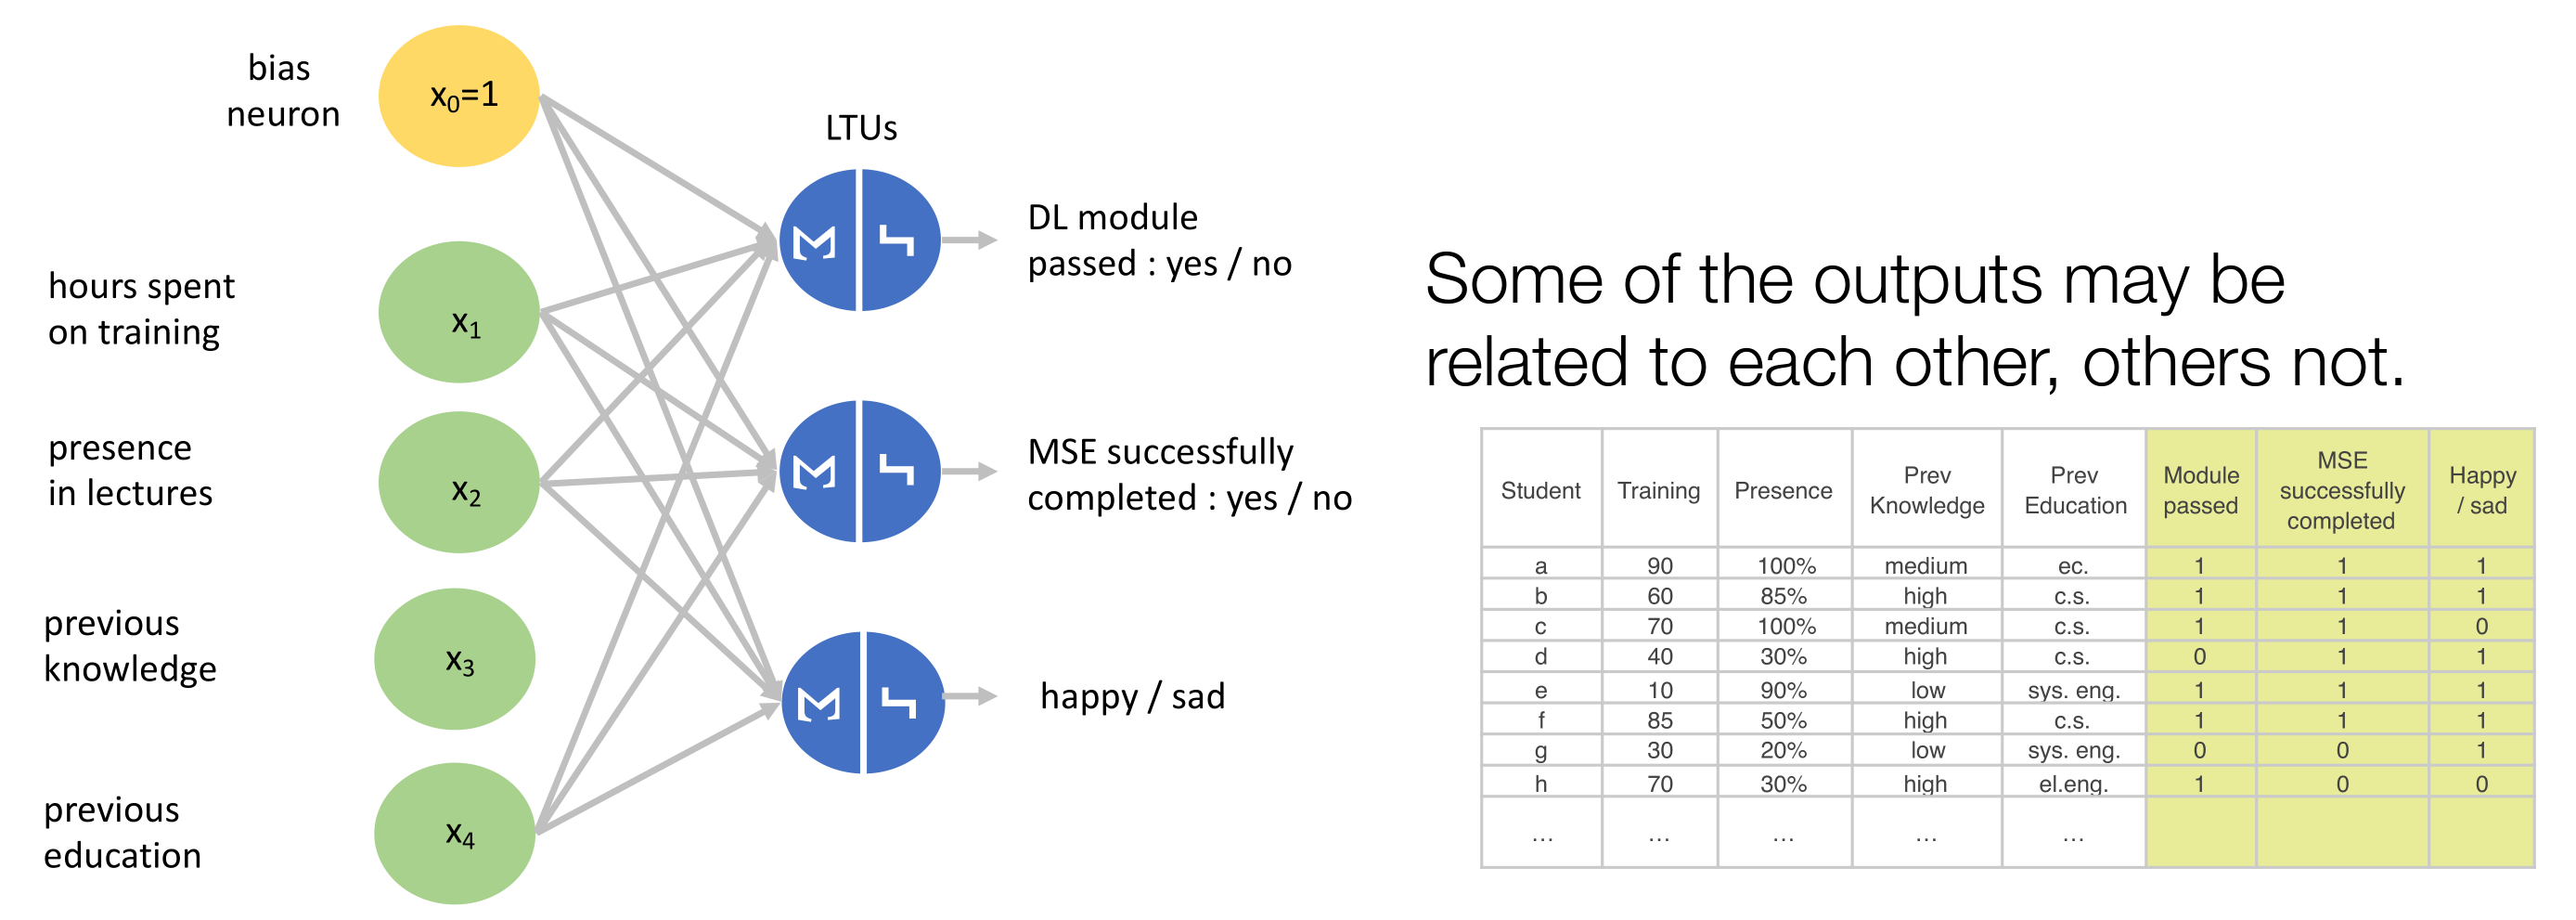 bias
neuron
x₀=1
LTUs
hours spent
on training
x₁
presence
in lectures
x₂
previous
knowledge
x₃
previous
education
x₄
DL module
passed : yes / no
MSE successfully
completed : yes / no
happy / sad
Some of the outputs may be
related to each other, others not.
Student Training Presence Prev Knowledge Prev Education Module passed MSE successfully completed Happy / sad
a 90 100% medium ec. 1 1 1
b 60 85% high c.s. 1 1 1
c 70 100% medium c.s. 1 1 0
d 40 30% high c.s. 0 1 1
e 10 90% low sys. eng. 1 1 1
f 85 50% high c.s. 1 1 1
g 30 20% low sys. eng. 0 0 1
h 70 30% high el.eng. 1 0 0
... ... ... ... ...